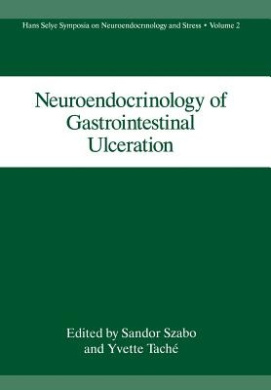 Hans Selye Symposia on Neuroendocrinology and Stress • Volume 2
Neuroendocrinology of
Gastrointestinal
Ulceration
Edited by Sandor Szabo
and Yvette Taché